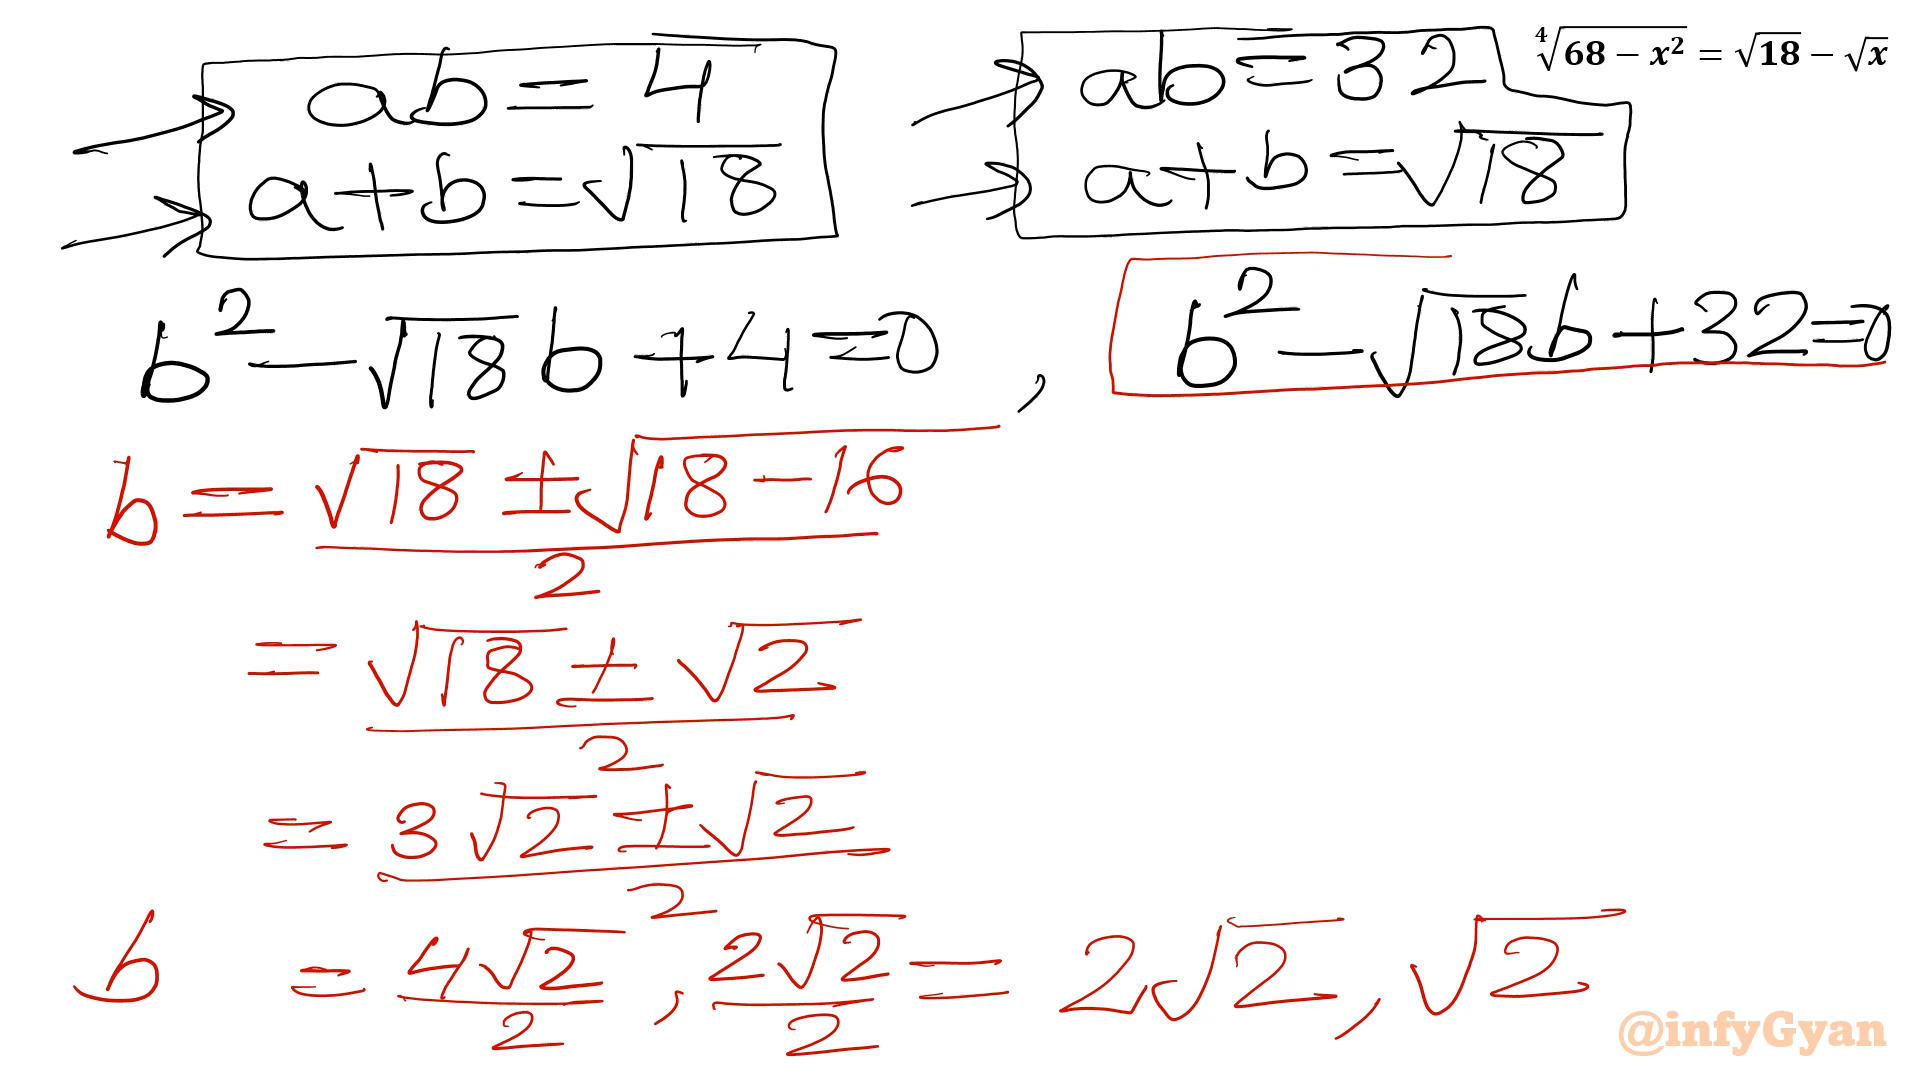 ab = 4
a+b = √18
ab = 32
a+b = √18
∜(68 − x²) = √18 − √x
b² − √18 b + 4 = 0 ,
b² − √18 b + 32 = 0
b = (√18 ± √(18 − 16)) / 2
= (√18 ± √2) / 2
= (3√2 ± √2) / 2
b = 4√2/2 , 2√2/2 = 2√2 , √2
@infyGyan